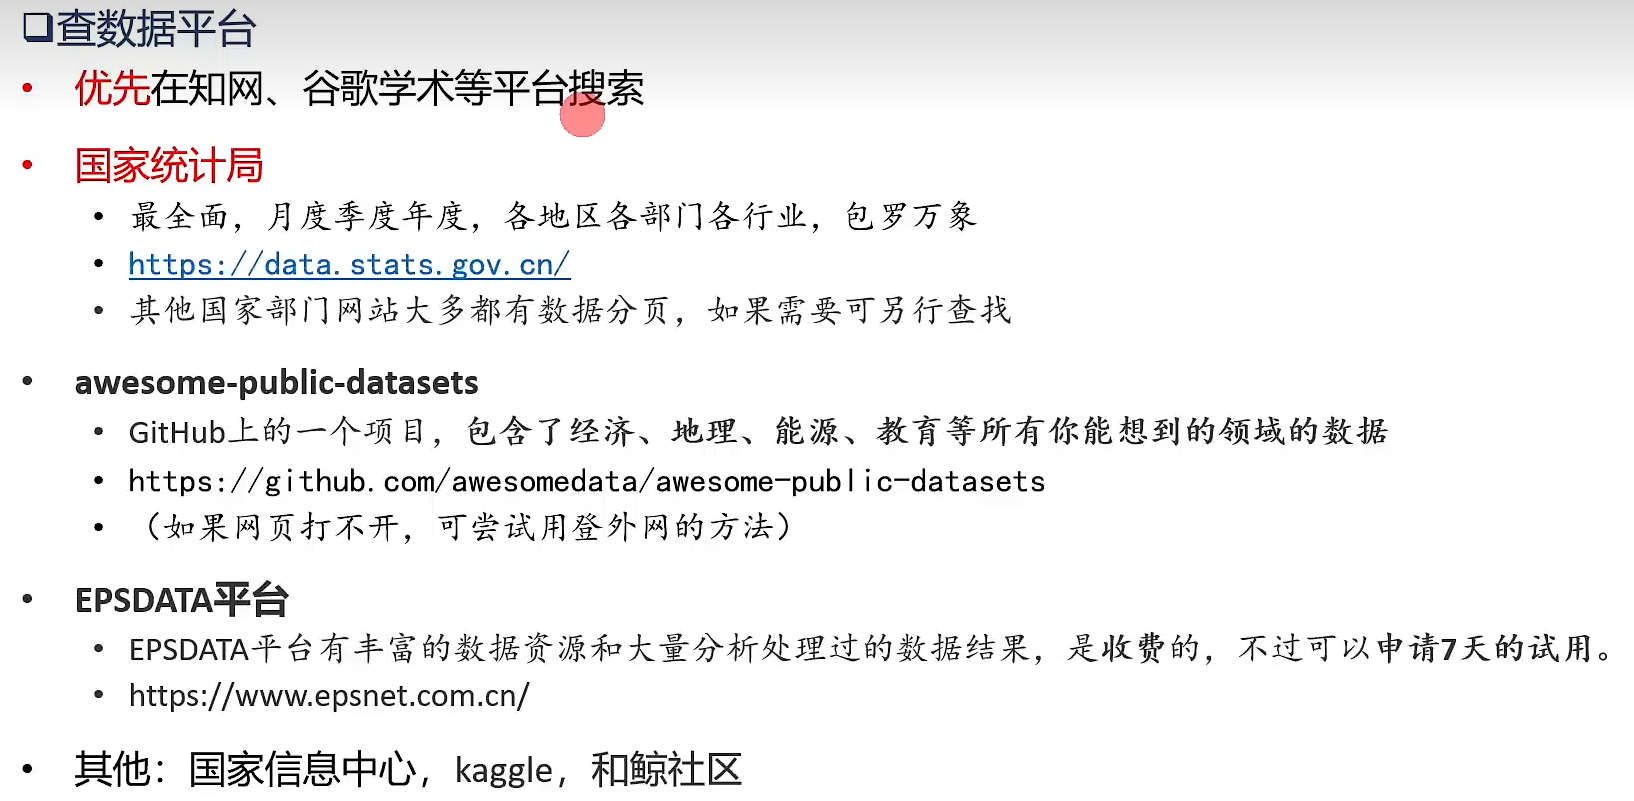 ❏查数据平台
• 优先在知网、谷歌学术等平台搜索
• 国家统计局
• 最全面，月度季度年度，各地区各部门各行业，包罗万象
• https://data.stats.gov.cn/
• 其他国家部门网站大多都有数据分页，如果需要可另行查找
• awesome-public-datasets
• GitHub上的一个项目，包含了经济、地理、能源、教育等所有你能想到的领域的数据
• https://github.com/awesomedata/awesome-public-datasets
• （如果网页打不开，可尝试用登外网的方法）
• EPSDATA平台
• EPSDATA平台有丰富的数据资源和大量分析处理过的数据结果，是收费的，不过可以申请7天的试用。
• https://www.epsnet.com.cn/
• 其他：国家信息中心，kaggle，和鲸社区